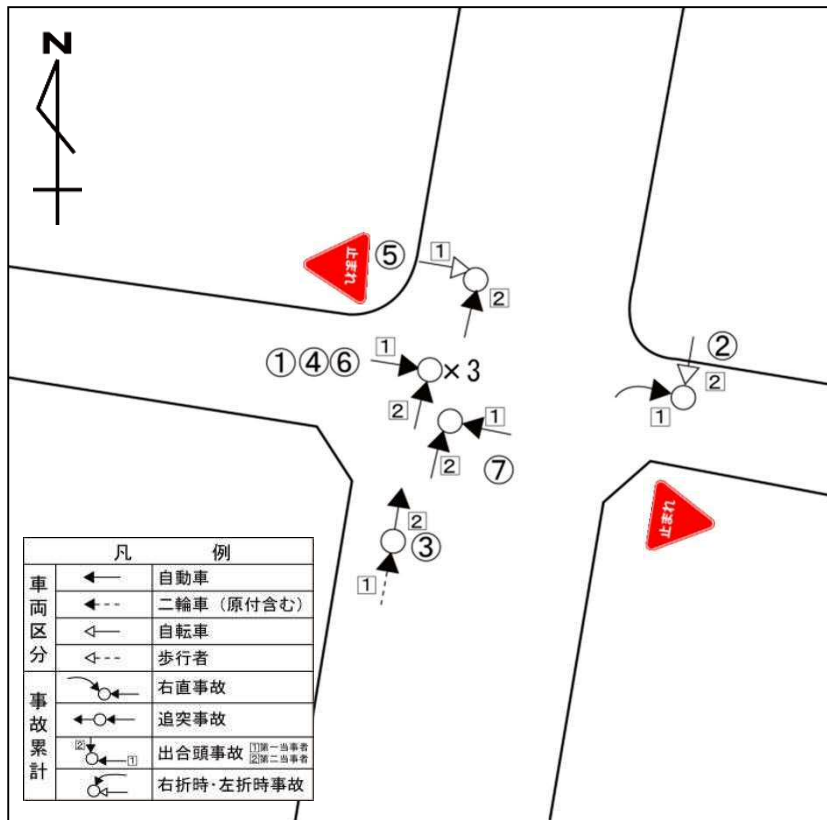 N
止まれ
⑤
1
2
①④⑥
1
×3
2
②
2
1
1
2
⑦
2
③
1
止まれ
凡 例
車両区分
自動車
二輪車（原付含む）
自転車
歩行者
事故累計
右直事故
追突事故
2
1
出合頭事故
1第一当事者
2第二当事者
右折時・左折時事故